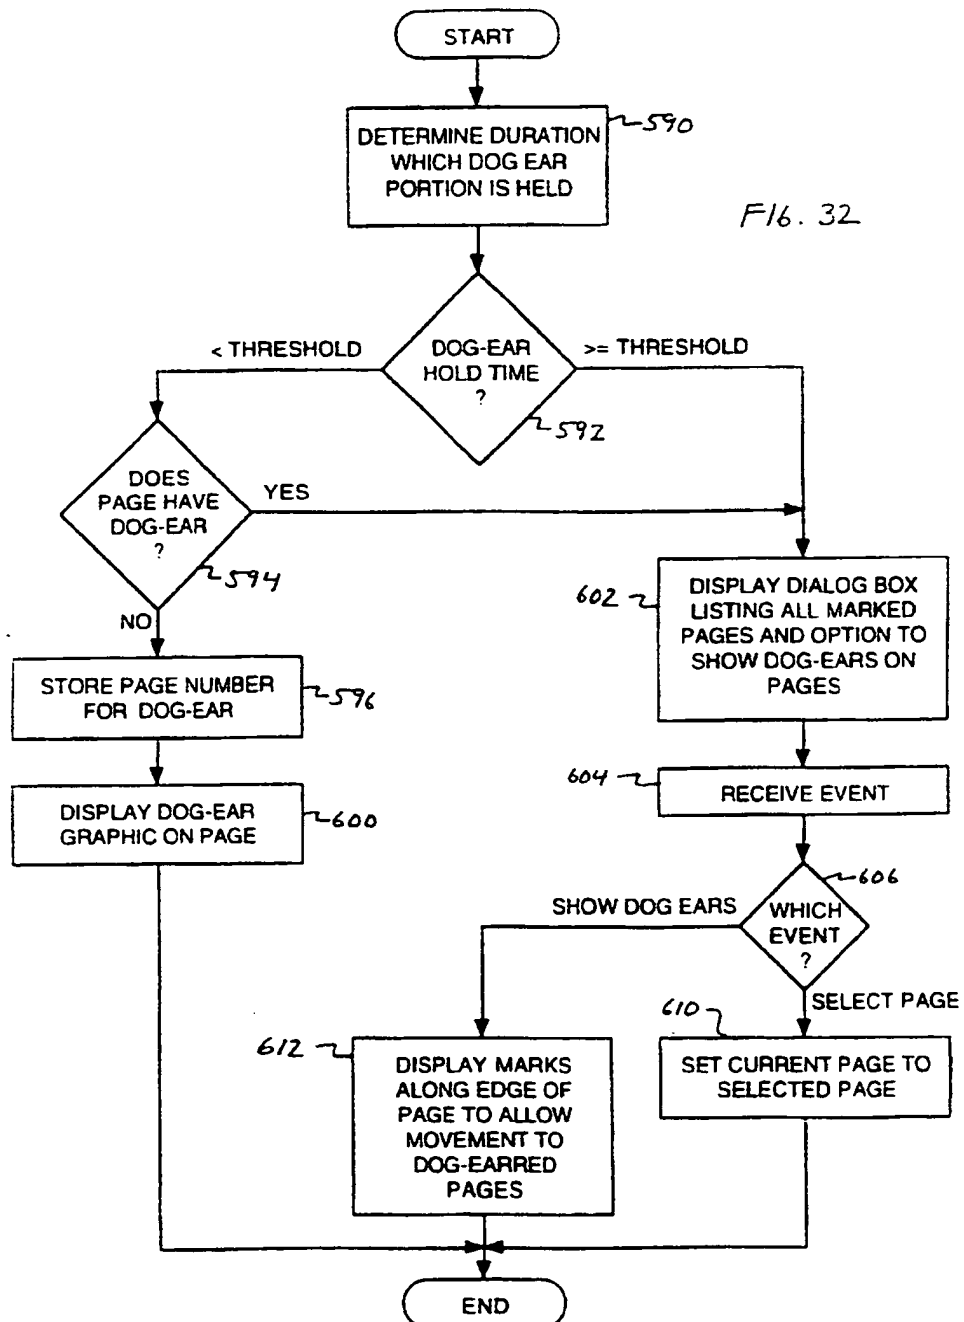 START
DETERMINE DURATION
WHICH DOG EAR
PORTION IS HELD
590
FIG. 32
< THRESHOLD
DOG-EAR
HOLD TIME
?
>= THRESHOLD
592
DOES
PAGE HAVE
DOG-EAR
?
YES
594
NO
602
DISPLAY DIALOG BOX
LISTING ALL MARKED
PAGES AND OPTION TO
SHOW DOG-EARS ON
PAGES
STORE PAGE NUMBER
FOR DOG-EAR
596
604
RECEIVE EVENT
DISPLAY DOG-EAR
GRAPHIC ON PAGE
600
606
SHOW DOG EARS
WHICH
EVENT
?
SELECT PAGE
610
SET CURRENT PAGE TO
SELECTED PAGE
612
DISPLAY MARKS
ALONG EDGE OF
PAGE TO ALLOW
MOVEMENT TO
DOG-EARRED
PAGES
END